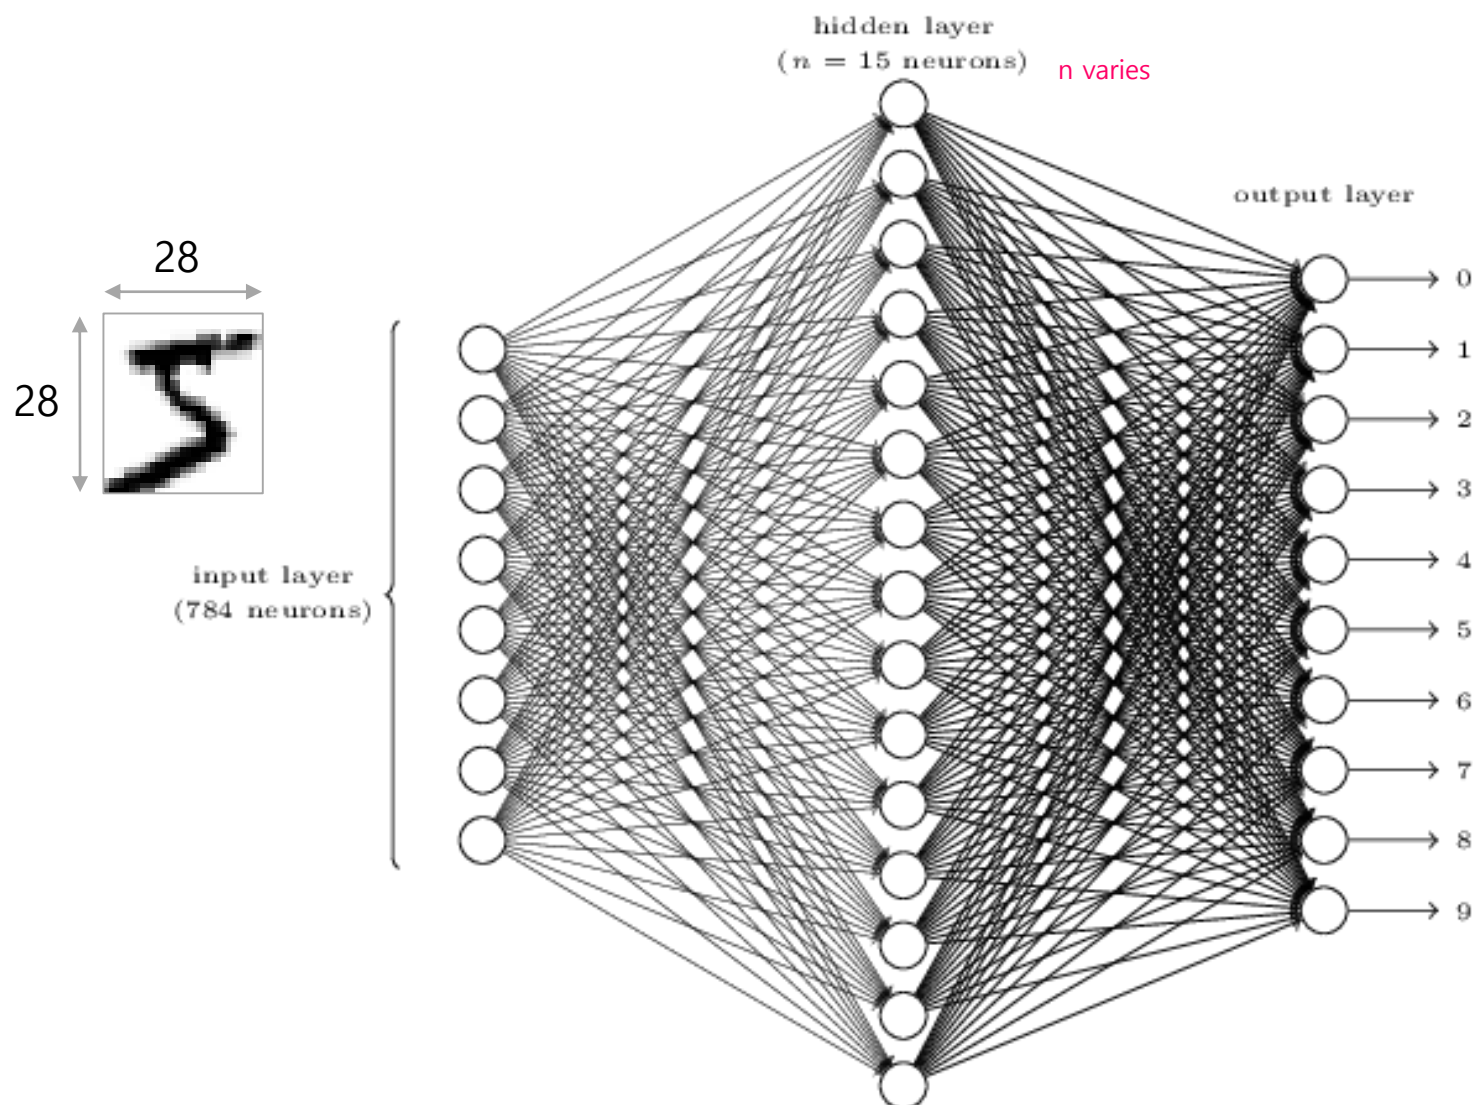 hidden layer
(n = 15 neurons)
n varies
output layer
28
28
input layer
(784 neurons)
0
1
2
3
4
5
6
7
8
9